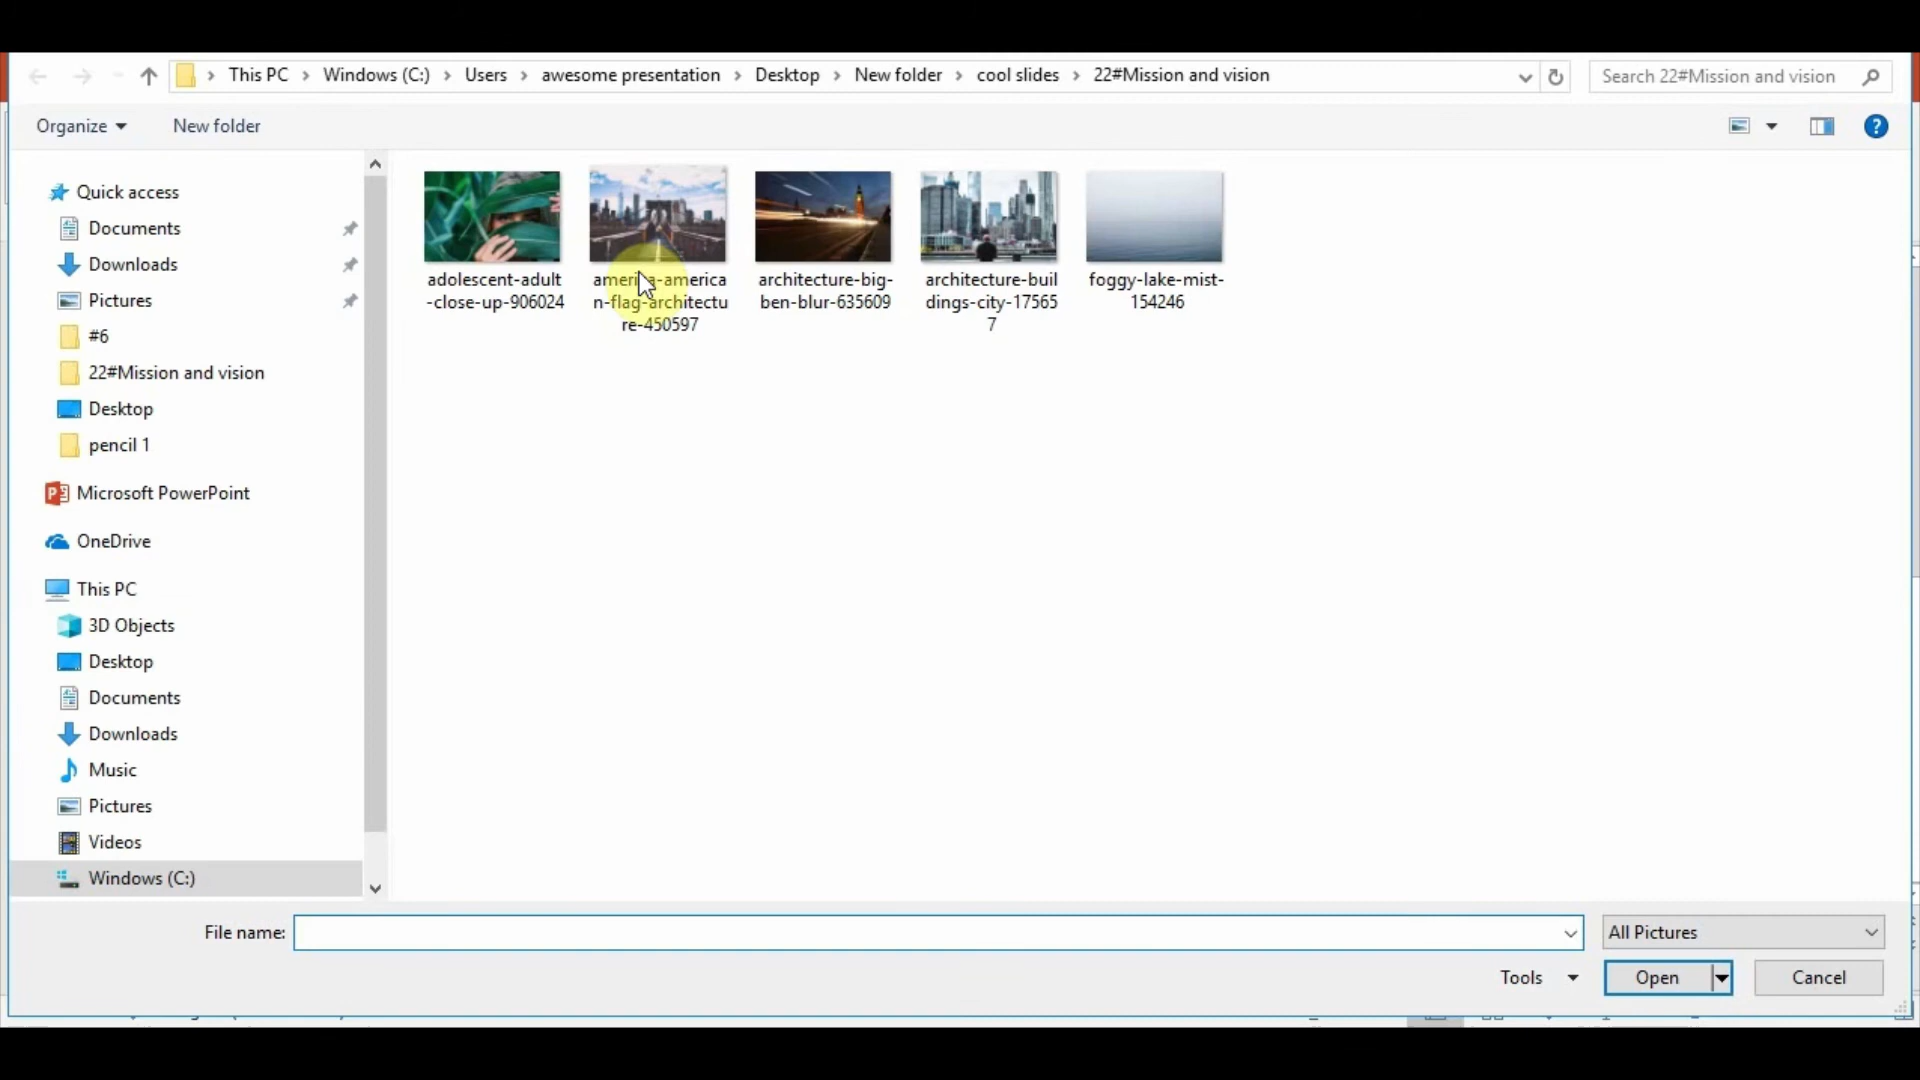 This PC > Windows (C:) > Users > awesome presentation > Desktop > New folder > cool slides > 22#Mission and vision
Search 22#Mission and vision
Organize
New folder
Quick access
Documents
Downloads
Pictures
#6
22#Mission and vision
Desktop
pencil 1
Microsoft PowerPoint
OneDrive
This PC
3D Objects
Desktop
Documents
Downloads
Music
Pictures
Videos
Windows (C:)
adolescent-adult
-close-up-906024
america-america
n-flag-architectu
re-450597
architecture-big-
ben-blur-635609
architecture-buil
dings-city-17565
7
foggy-lake-mist-
154246
File name:
All Pictures
Tools
Open
Cancel